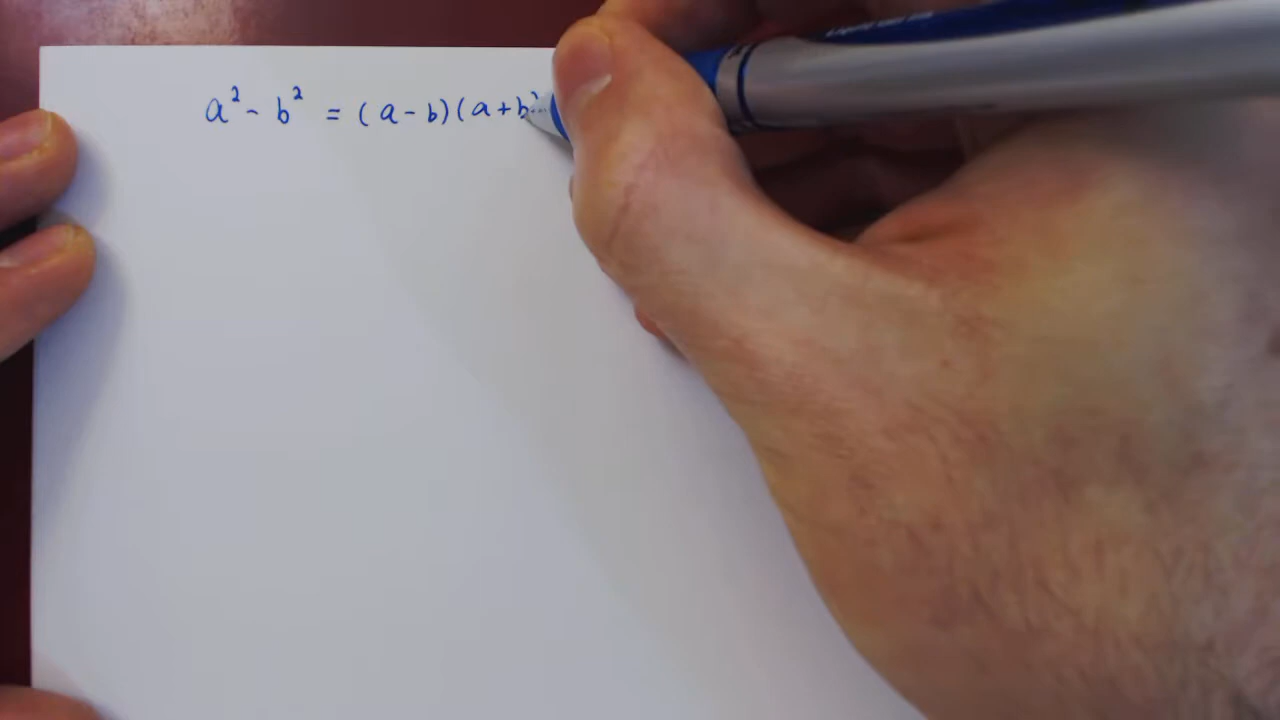 a² - b² = (a - b)(a + b)